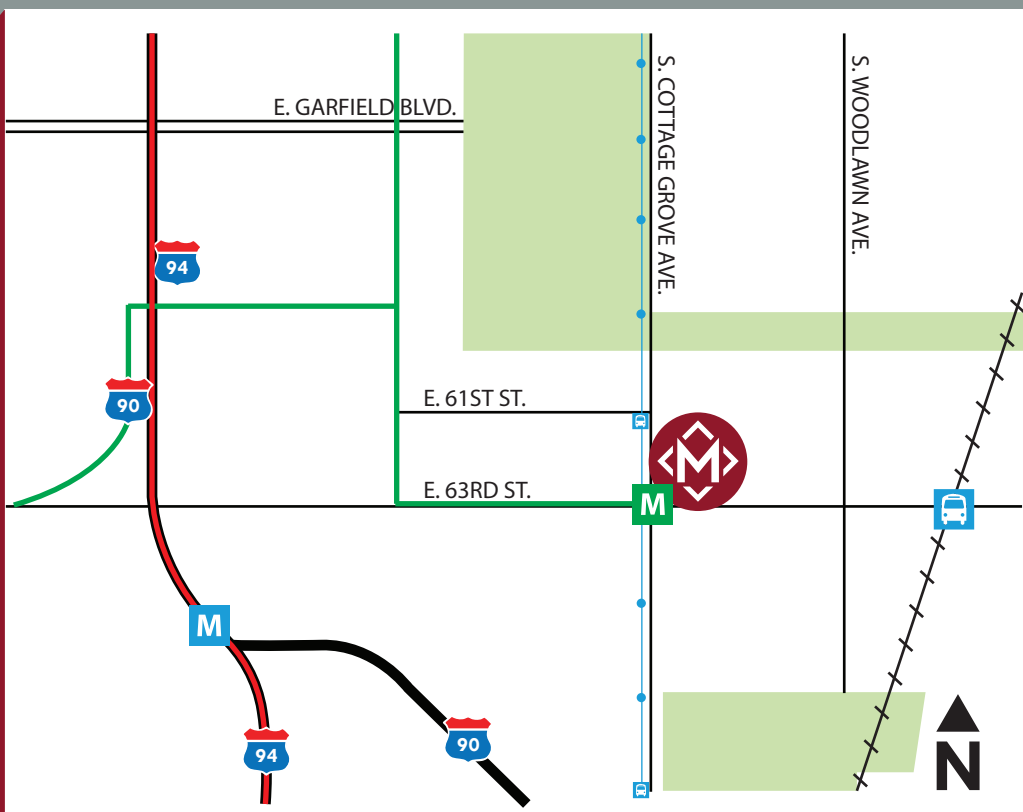 E. GARFIELD BLVD.
S. COTTAGE GROVE AVE.
S. WOODLAWN AVE.
94
90
E. 61ST ST.
M
E. 63RD ST.
M
M
94
90
N